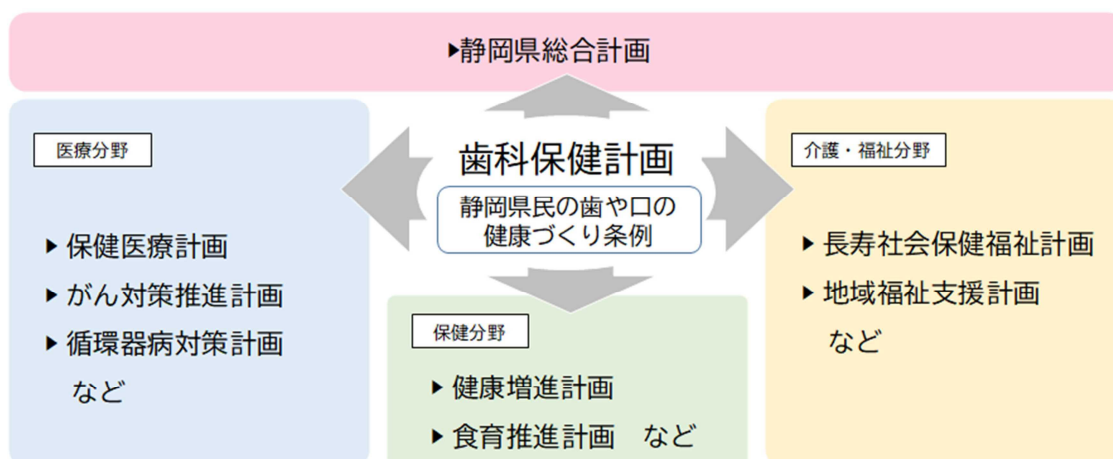 ▶静岡県総合計画
医療分野
▶ 保健医療計画
▶ がん対策推進計画
▶ 循環器病対策計画
など
歯科保健計画
静岡県民の歯や口の
健康づくり条例
保健分野
▶ 健康増進計画
▶ 食育推進計画　など
介護・福祉分野
▶ 長寿社会保健福祉計画
▶ 地域福祉支援計画
など